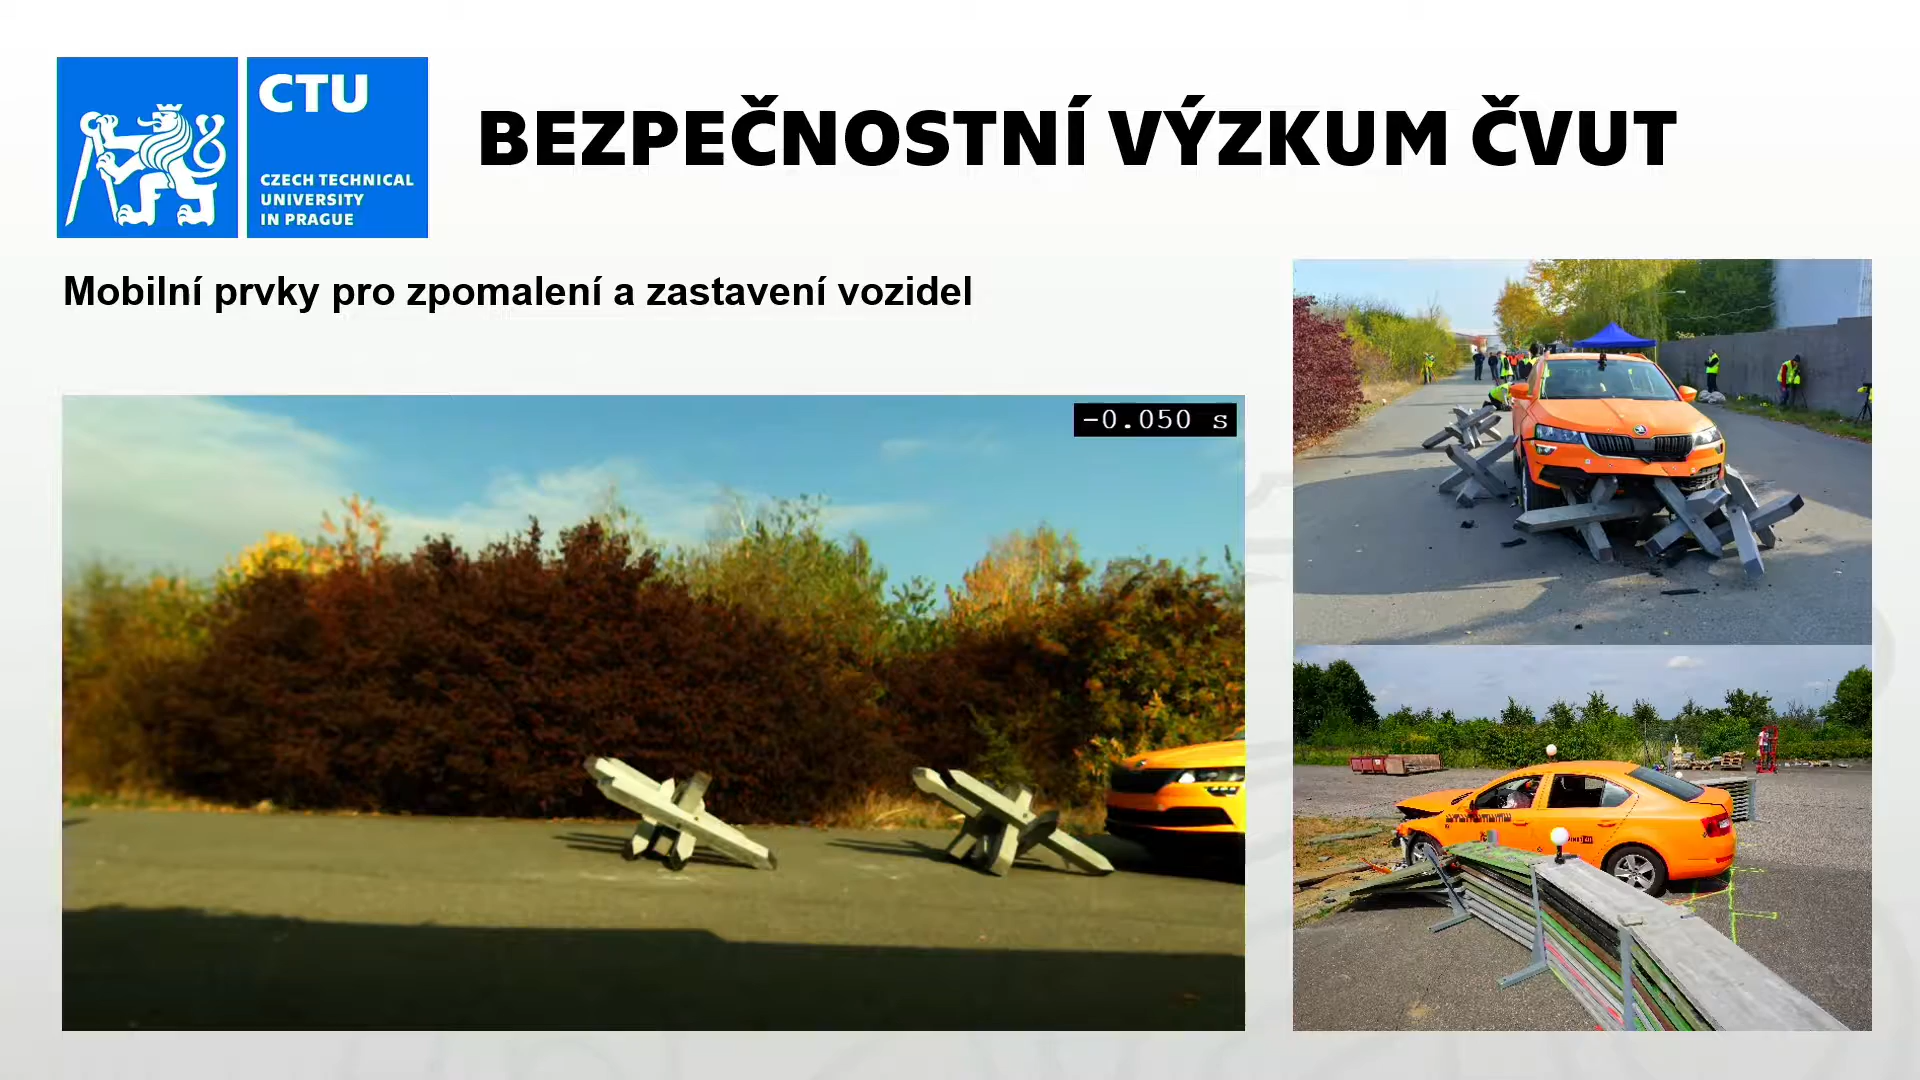 CTU
CZECH TECHNICAL
UNIVERSITY
IN PRAGUE
BEZPEČNOSTNÍ VÝZKUM ČVUT
Mobilní prvky pro zpomalení a zastavení vozidel
-0.050 s